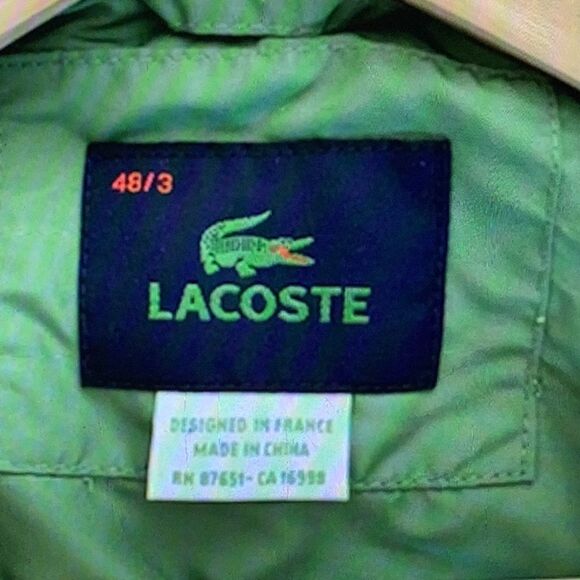 48/3
LACOSTE
DESIGNED IN FRANCE
MADE IN CHINA
RN 87651- CA 16999